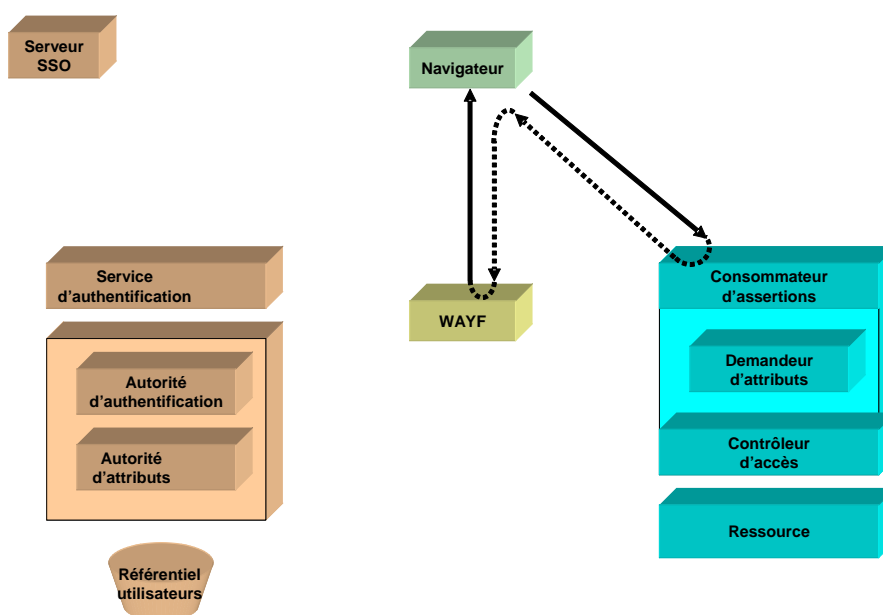 Serveur
SSO
Navigateur
Service
d'authentification
Consommateur
d'assertions
WAYF
Demandeur
d'attributs
Autorité
d'authentification
Autorité
d'attributs
Contrôleur
d'accès
Ressource
Référentiel
utilisateurs